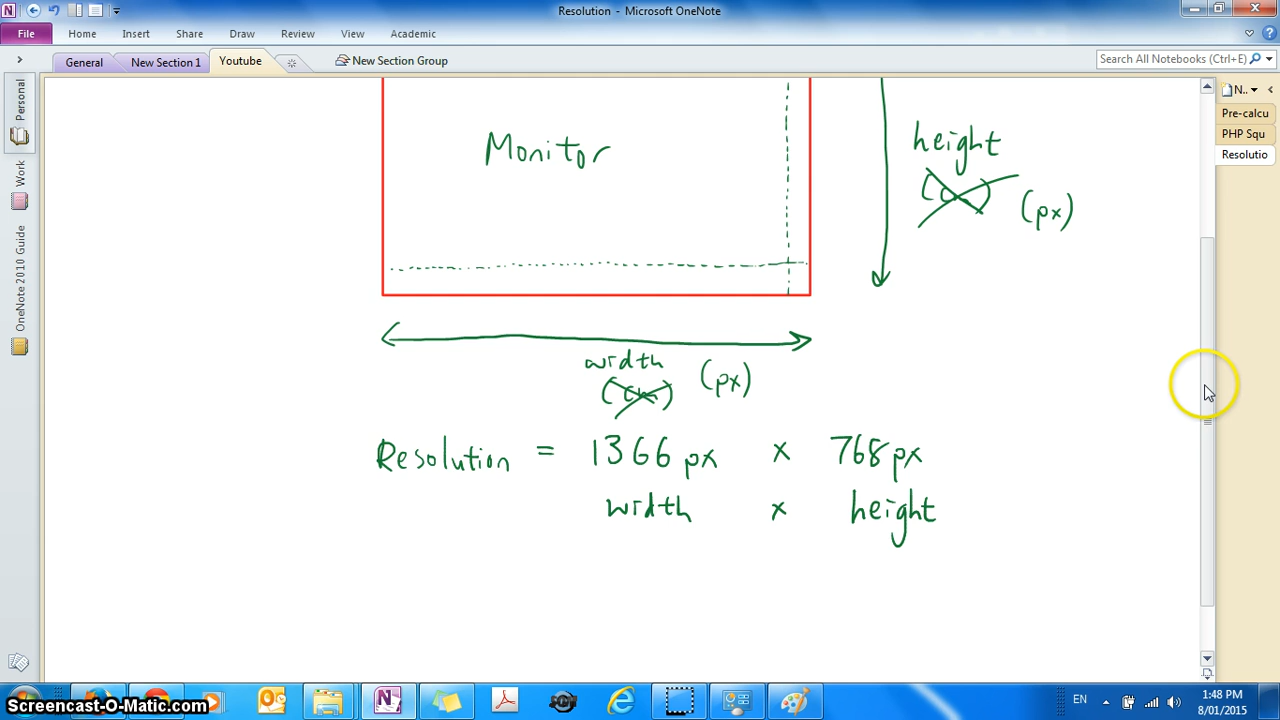 Resolution - Microsoft OneNote
File Home Insert Share Draw Review View Academic
General New Section 1 Youtube New Section Group Search All Notebooks (Ctrl+E)
N..
Personal
Work
OneNote 2010 Guide
Pre-calcu
PHP Squ
Resolutio
Monitor
height
(cm) (px)
width
(cm) (px)
Resolution = 1366 px x 768 px
width x height
EN
1:48 PM
8/01/2015
Screencast-O-Matic.com